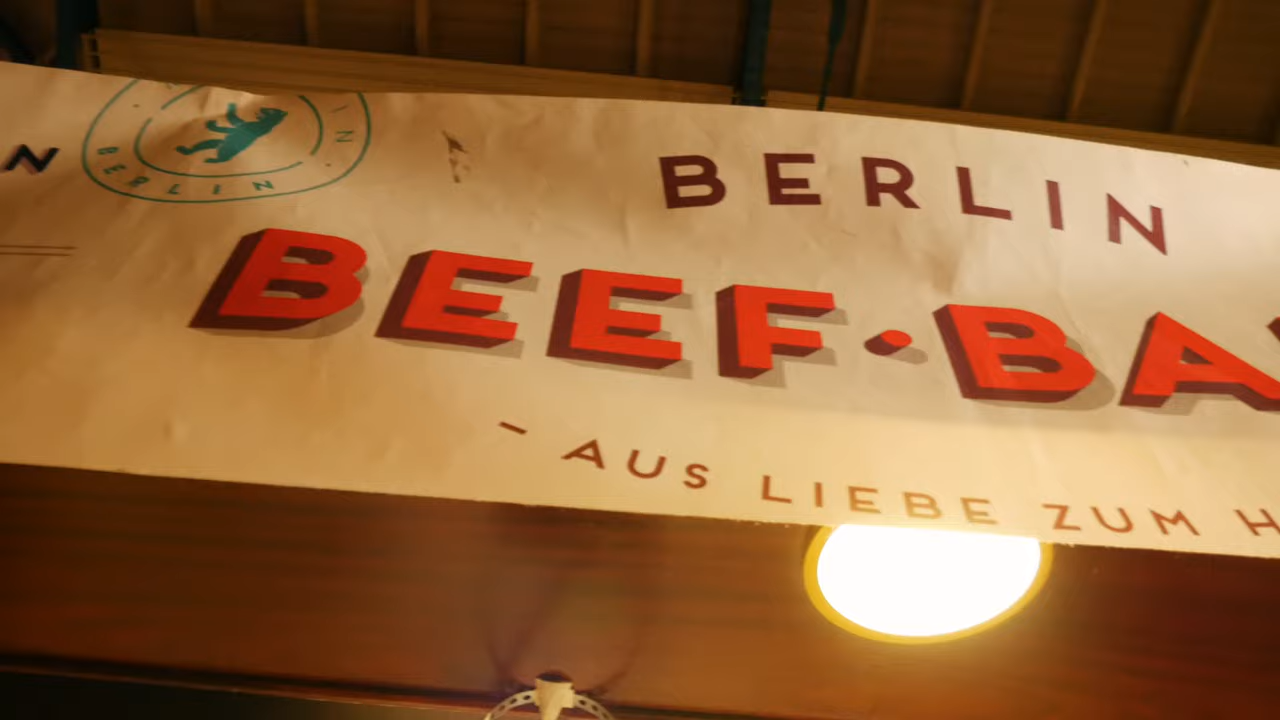 N
BERLIN
BERLIN
BEEF·BA
- AUS LIEBE ZUM H